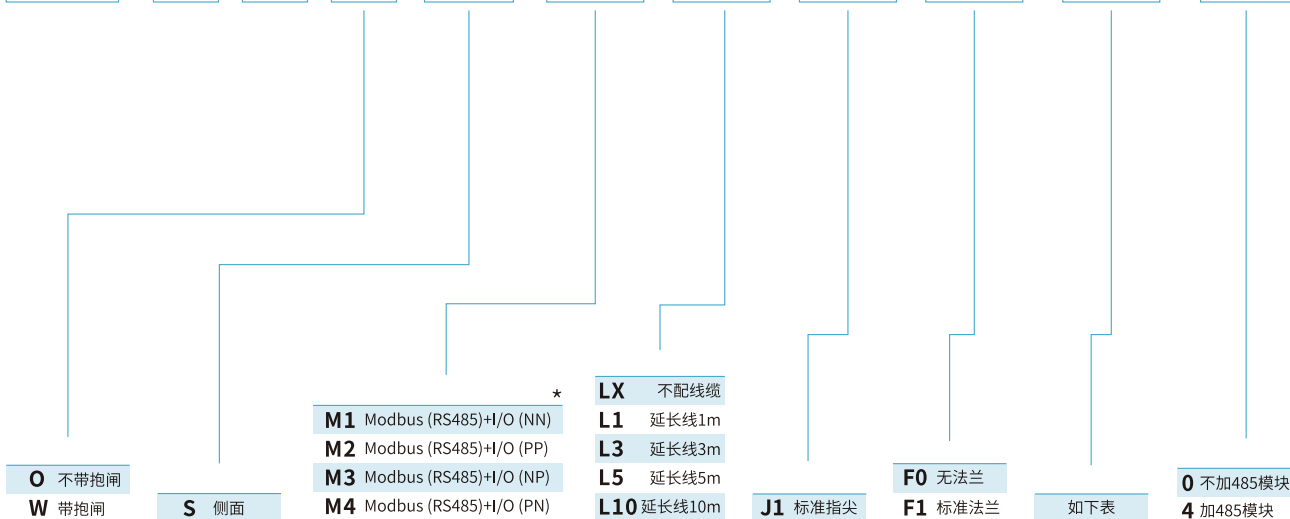 *
M1 Modbus (RS485)+I/O (NN)
M2 Modbus (RS485)+I/O (PP)
M3 Modbus (RS485)+I/O (NP)
M4 Modbus (RS485)+I/O (PN)
LX 不配线缆
L1 延长线1m
L3 延长线3m
L5 延长线5m
L10 延长线10m
O 不带抱闸
W 带抱闸
S 侧面
J1 标准指尖
F0 无法兰
F1 标准法兰
如下表
0 不加485模块
4 加485模块